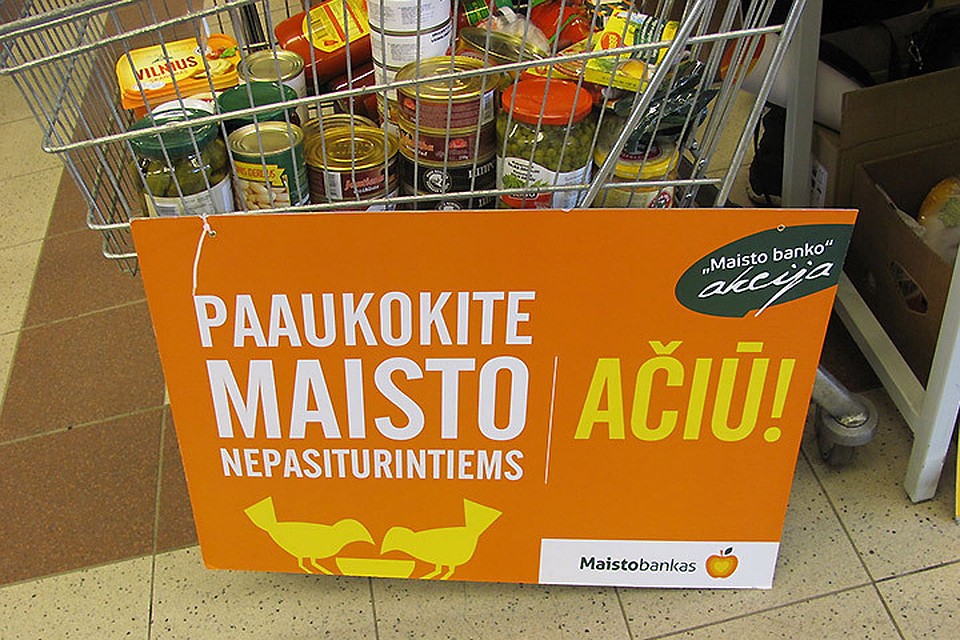 VILNIUS
„Maisto banko“
akcija
PAAUKOKITE
MAISTO
NEPASITURINTIEMS
AČIŪ!
Maistobankas